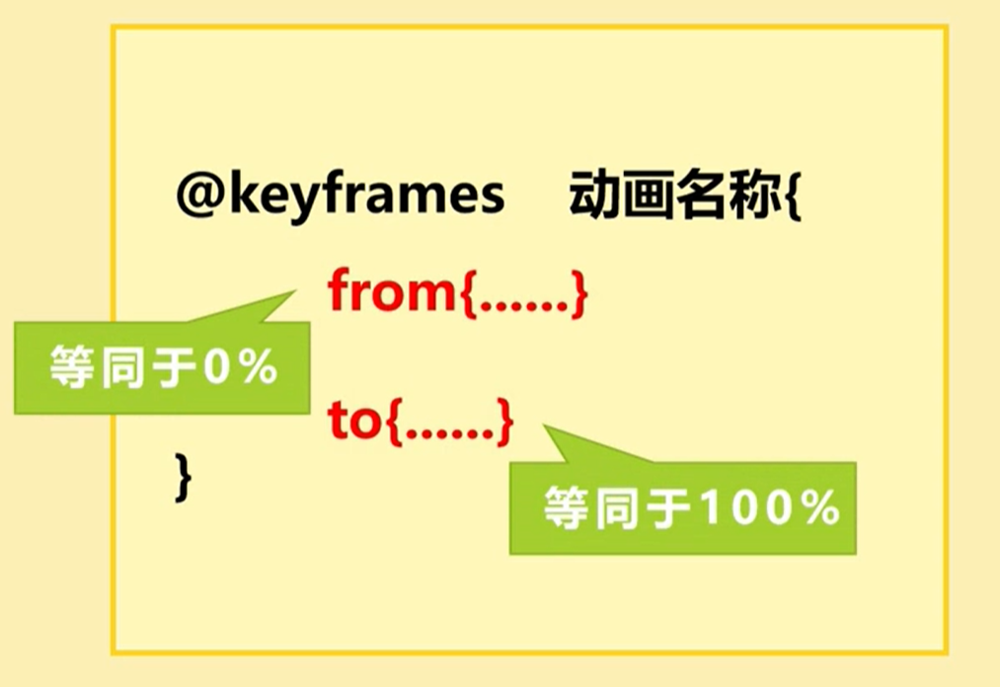 @keyframes 动画名称{
from{......}
等同于0%
to{......}
}
等同于100%